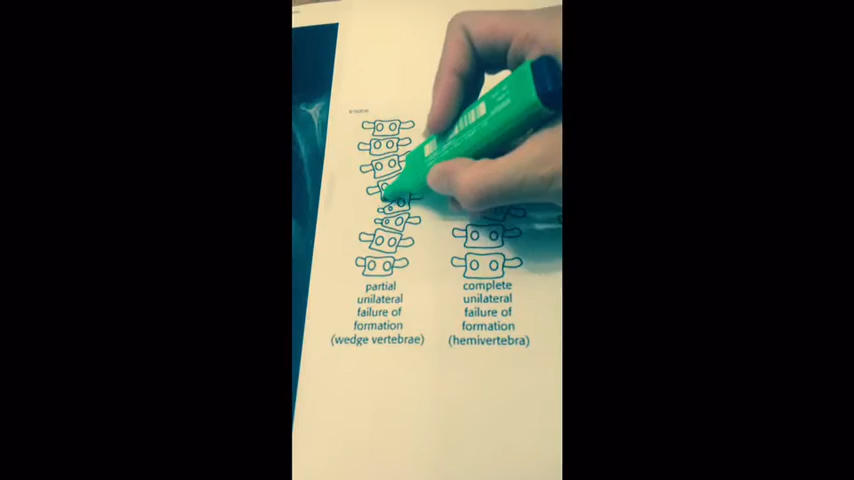 partial
unilateral
failure of
formation
(wedge vertebrae)
complete
unilateral
failure of
formation
(hemivertebra)